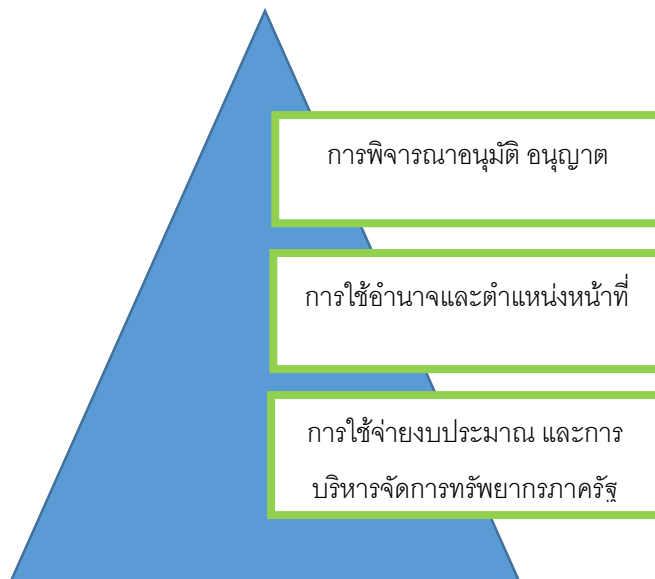 การพิจารณาอนุมัติ อนุญาต
การใช้อำนาจและตำแหน่งหน้าที่
การใช้จ่ายงบประมาณ และการ
บริหารจัดการทรัพยากรภาครัฐ